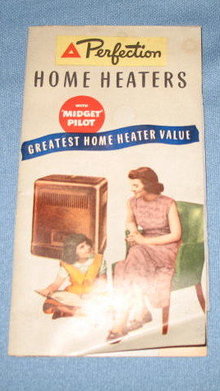 Perfection
HOME HEATERS
WITH
'MIDGET'
PILOT
GREATEST HOME HEATER VALUE